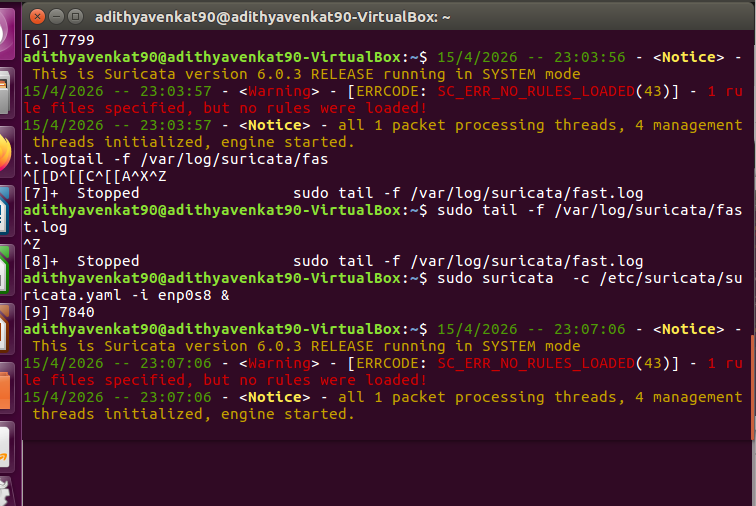 adithyavenkat90@adithyavenkat90-VirtualBox: ~
[6] 7799
adithyavenkat90@adithyavenkat90-VirtualBox:~$ 15/4/2026 -- 23:03:56 - <Notice> -
 This is Suricata version 6.0.3 RELEASE running in SYSTEM mode
15/4/2026 -- 23:03:57 - <Warning> - [ERRCODE: SC_ERR_NO_RULES_LOADED(43)] - 1 ru
le files specified, but no rules were loaded!
15/4/2026 -- 23:03:57 - <Notice> - all 1 packet processing threads, 4 management
 threads initialized, engine started.
t.logtail -f /var/log/suricata/fas
^[[D^[[C^[[A^X^Z
[7]+  Stopped                 sudo tail -f /var/log/suricata/fast.log
adithyavenkat90@adithyavenkat90-VirtualBox:~$ sudo tail -f /var/log/suricata/fas
t.log
^Z
[8]+  Stopped                 sudo tail -f /var/log/suricata/fast.log
adithyavenkat90@adithyavenkat90-VirtualBox:~$ sudo suricata  -c /etc/suricata/su
ricata.yaml -i enp0s8 &
[9] 7840
adithyavenkat90@adithyavenkat90-VirtualBox:~$ 15/4/2026 -- 23:07:06 - <Notice> -
 This is Suricata version 6.0.3 RELEASE running in SYSTEM mode
15/4/2026 -- 23:07:06 - <Warning> - [ERRCODE: SC_ERR_NO_RULES_LOADED(43)] - 1 ru
le files specified, but no rules were loaded!
15/4/2026 -- 23:07:06 - <Notice> - all 1 packet processing threads, 4 management
 threads initialized, engine started.